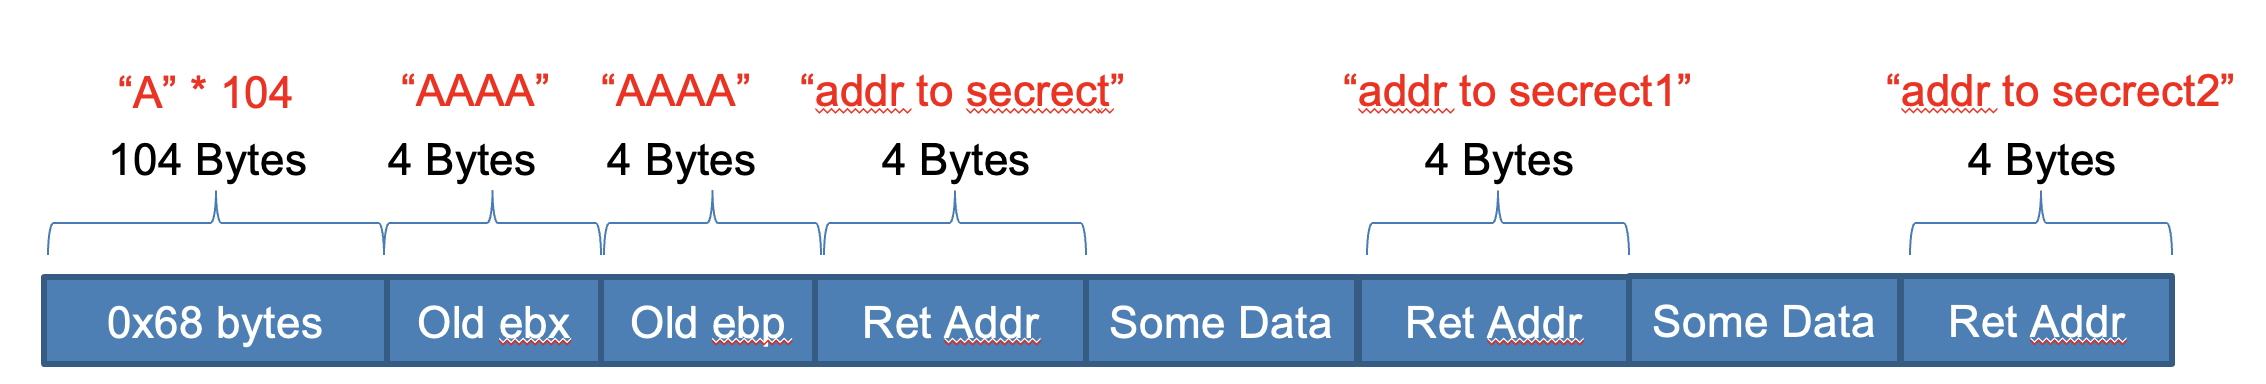 “A” * 104 “AAAA” “AAAA” “addr to secrect” “addr to secrect1” “addr to secrect2”
104 Bytes 4 Bytes 4 Bytes 4 Bytes 4 Bytes 4 Bytes
0x68 bytes Old ebx Old ebp Ret Addr Some Data Ret Addr Some Data Ret Addr